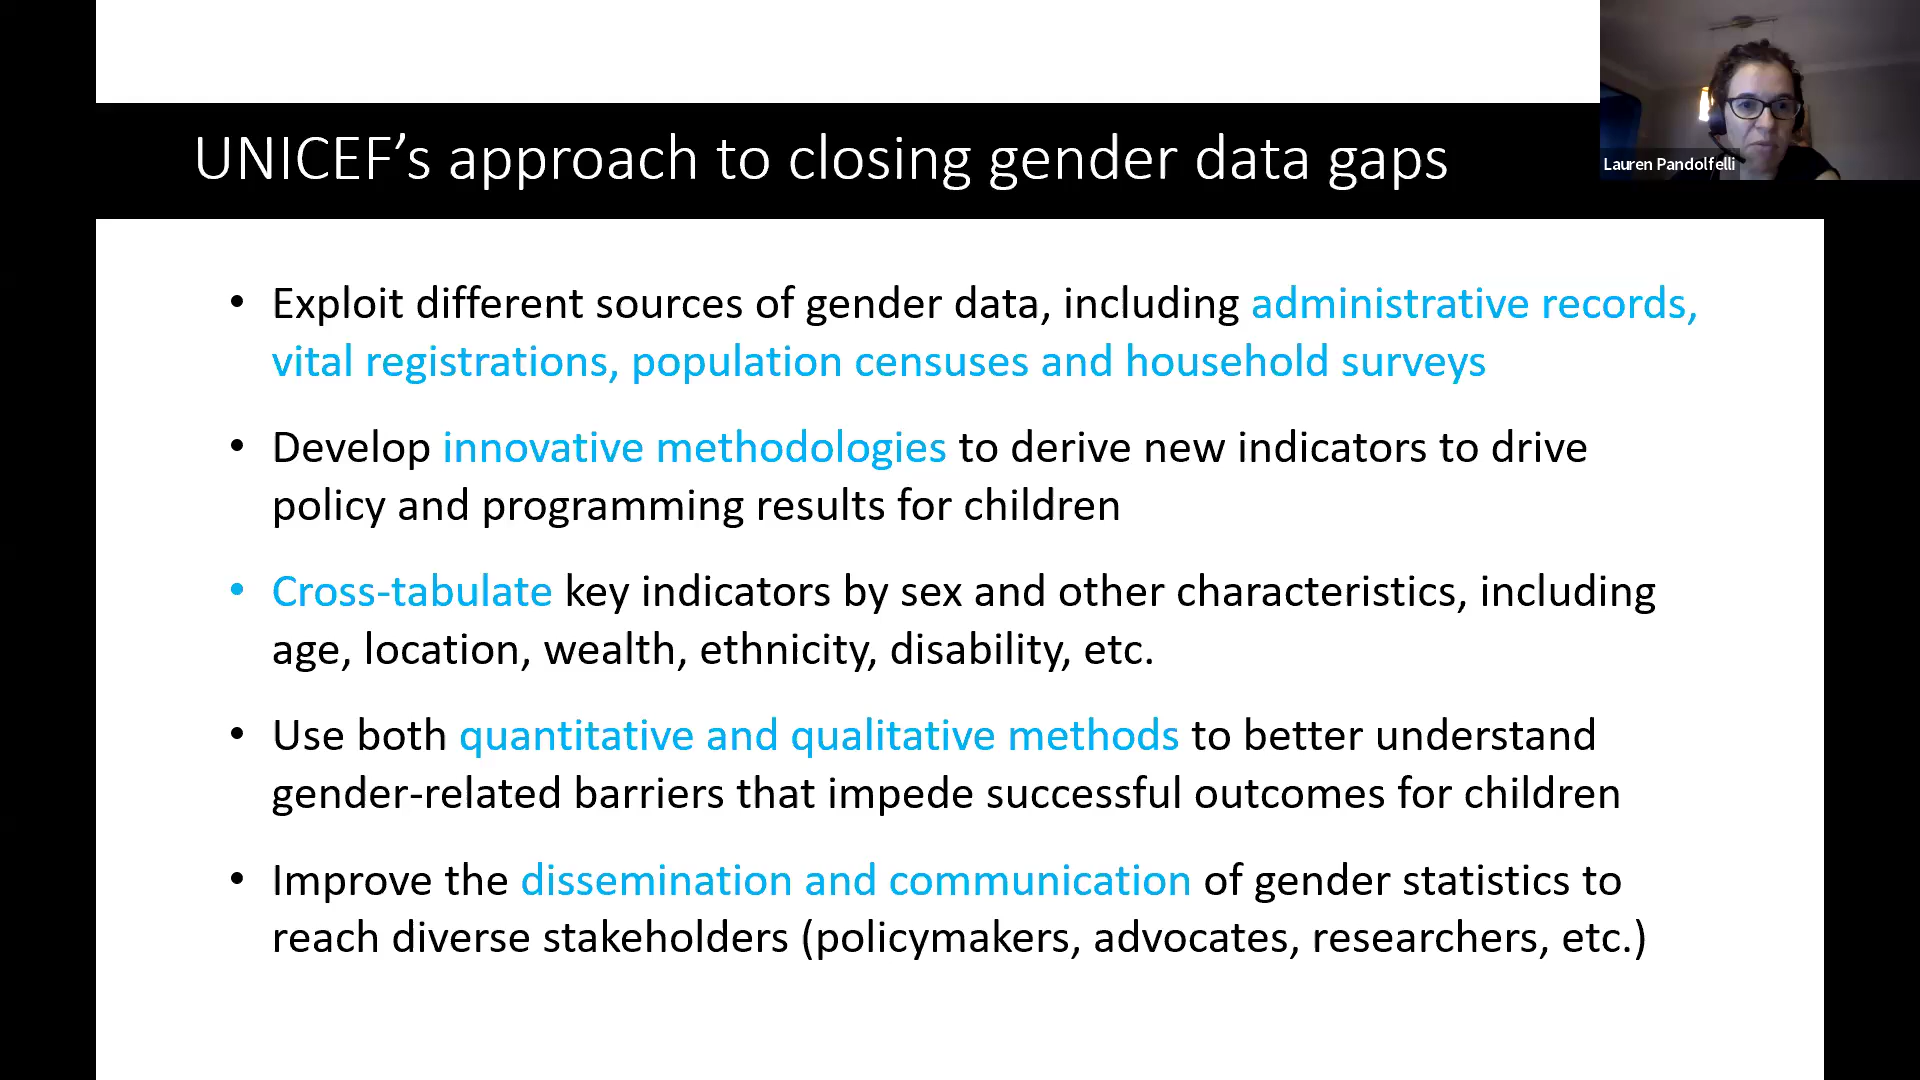 UNICEF’s approach to closing gender data gaps
Lauren Pandolfelli
• Exploit different sources of gender data, including administrative records,
vital registrations, population censuses and household surveys
• Develop innovative methodologies to derive new indicators to drive
policy and programming results for children
• Cross-tabulate key indicators by sex and other characteristics, including
age, location, wealth, ethnicity, disability, etc.
• Use both quantitative and qualitative methods to better understand
gender-related barriers that impede successful outcomes for children
• Improve the dissemination and communication of gender statistics to
reach diverse stakeholders (policymakers, advocates, researchers, etc.)